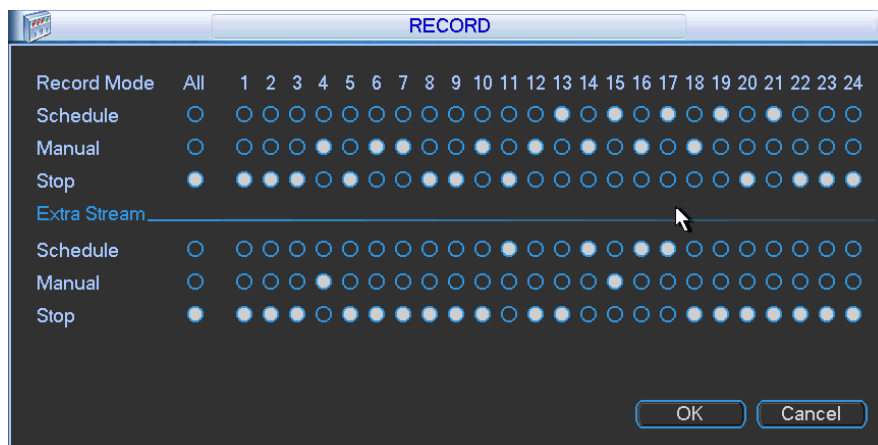 RECORD
Record Mode All 1 2 3 4 5 6 7 8 9 10 11 12 13 14 15 16 17 18 19 20 21 22 23 24
Schedule
Manual
Stop
Extra Stream
Schedule
Manual
Stop
OK Cancel